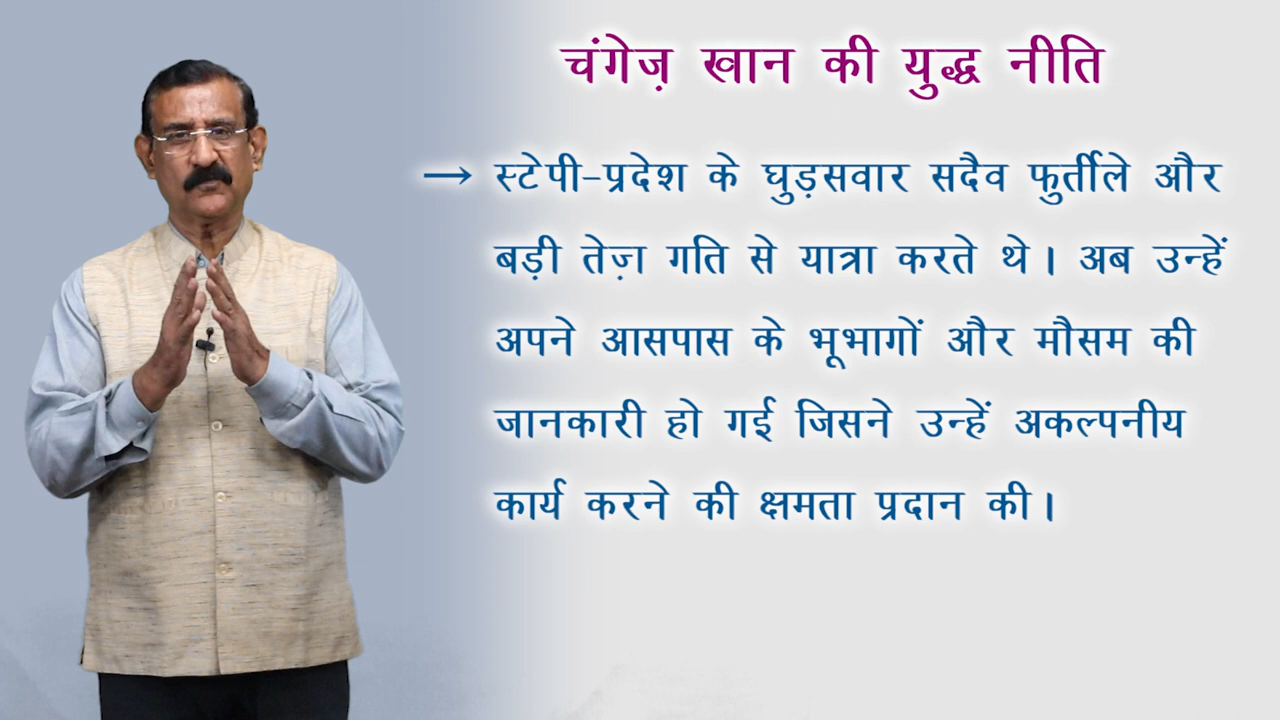 चंगेज़ खान की युद्ध नीति
→ स्टेपी-प्रदेश के घुड़सवार सदैव फुर्तीले और
बड़ी तेज़ गति से यात्रा करते थे। अब उन्हें
अपने आसपास के भूभागों और मौसम की
जानकारी हो गई जिसने उन्हें अकल्पनीय
कार्य करने की क्षमता प्रदान की।